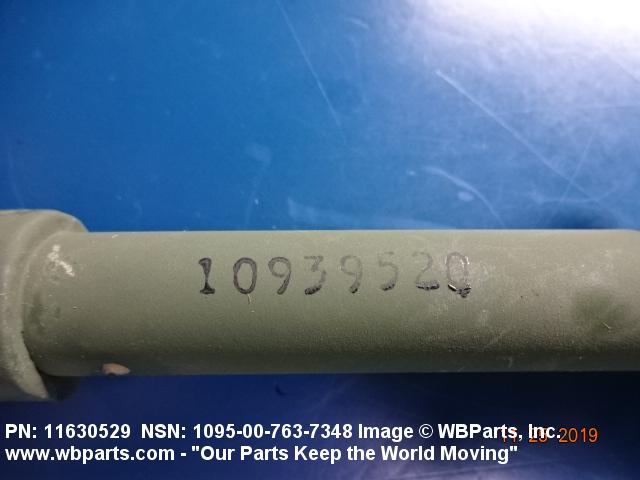 10939520
PN: 11630529 NSN: 1095-00-763-7348 Image © WBParts, Inc.
2019
www.wbparts.com - "Our Parts Keep the World Moving"